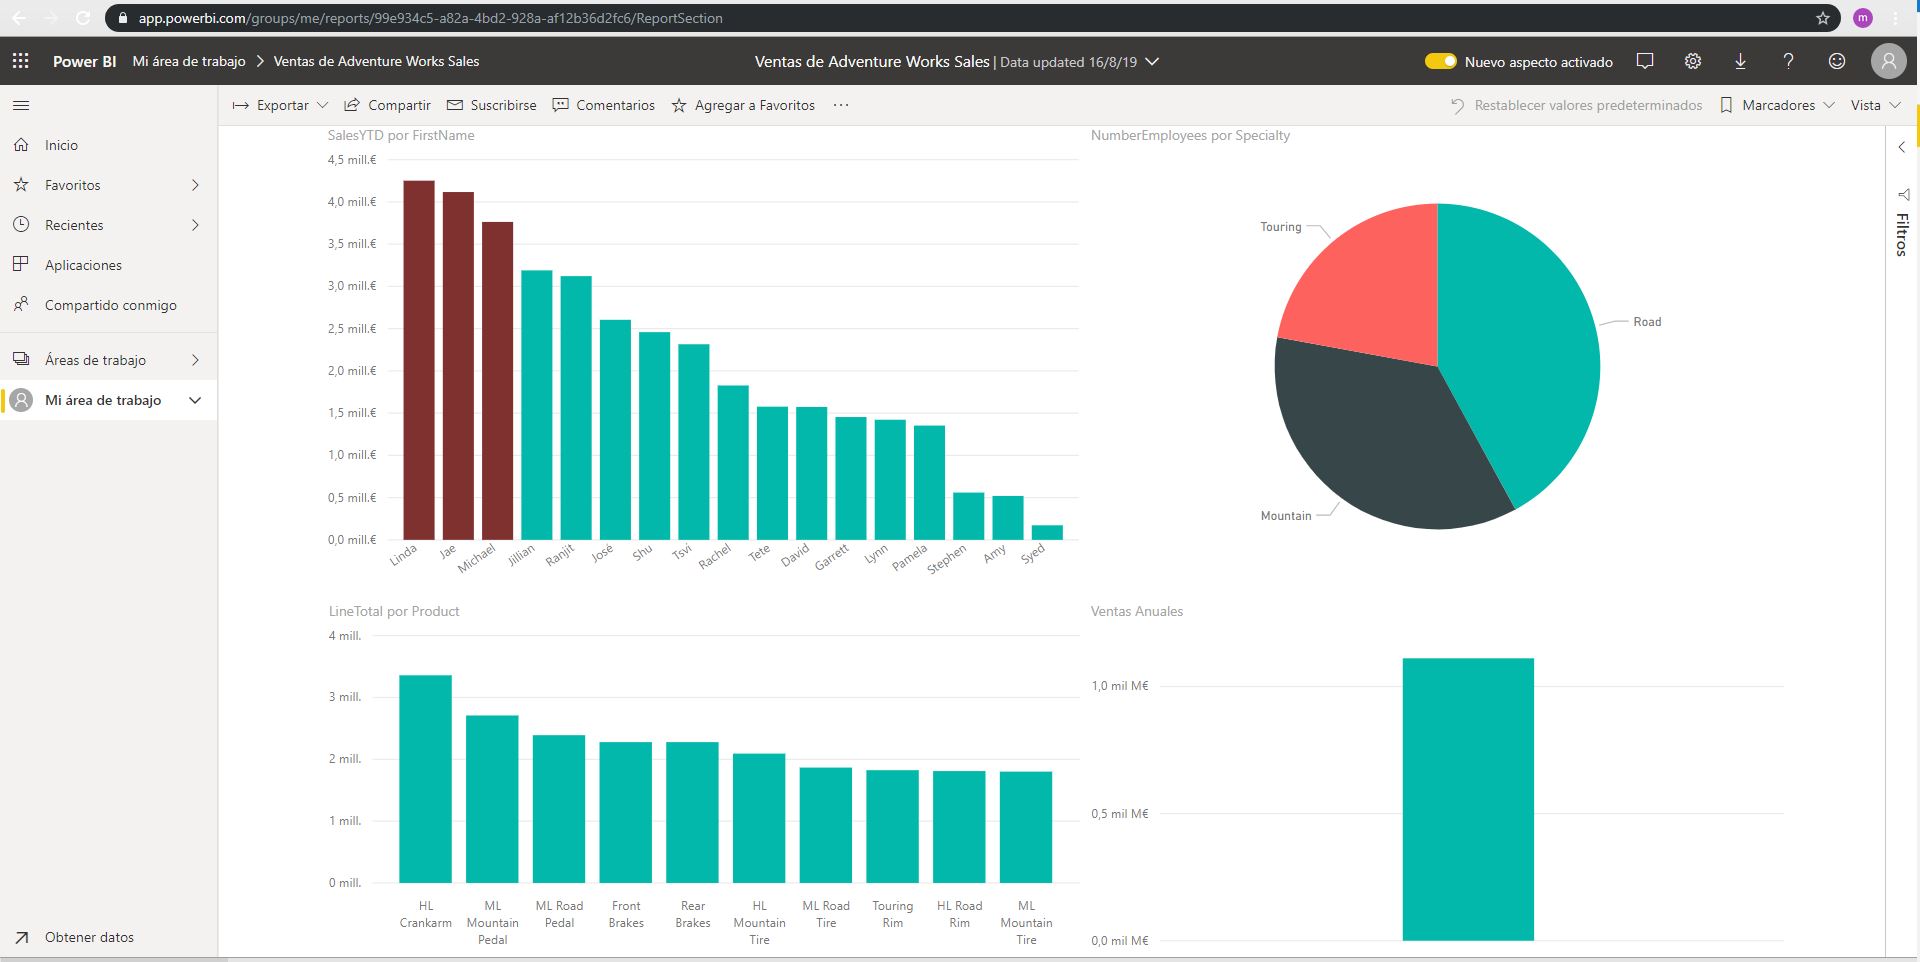 app.powerbi.com/groups/me/reports/99e934c5-a82a-4bd2-928a-af12b36d2fc6/ReportSection
m
Power BI
Mi área de trabajo > Ventas de Adventure Works Sales
Ventas de Adventure Works Sales | Data updated 16/8/19
Nuevo aspecto activado
Exportar
Compartir
Suscribirse
Comentarios
Agregar a Favoritos
Restablecer valores predeterminados
Marcadores
Vista
Inicio
Favoritos
Recientes
Aplicaciones
Compartido conmigo
Áreas de trabajo
Mi área de trabajo
Obtener datos
SalesYTD por FirstName
4,5 mill.€
4,0 mill.€
3,5 mill.€
3,0 mill.€
2,5 mill.€
2,0 mill.€
1,5 mill.€
1,0 mill.€
0,5 mill.€
0,0 mill.€
Linda
Jae
Michael
Jillian
Ranjit
José
Shu
Tsvi
Rachel
Tete
David
Garrett
Lynn
Pamela
Stephen
Amy
Syed
NumberEmployees por Specialty
Touring
Road
Mountain
Filtros
LineTotal por Product
4 mill.
3 mill.
2 mill.
1 mill.
0 mill.
HL
Crankarm
ML
Mountain
Pedal
ML Road
Pedal
Front
Brakes
Rear
Brakes
HL
Mountain
Tire
ML Road
Tire
Touring
Rim
HL Road
Rim
ML
Mountain
Tire
Ventas Anuales
1,0 mil M€
0,5 mil M€
0,0 mil M€